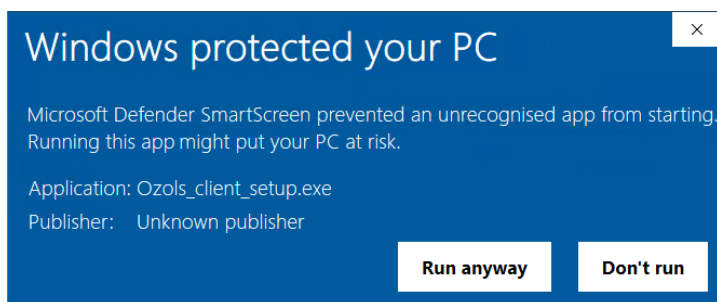 Windows protected your PC
Microsoft Defender SmartScreen prevented an unrecognised app from starting.
Running this app might put your PC at risk.
Application: Ozols_client_setup.exe
Publisher: Unknown publisher
Run anyway Don't run